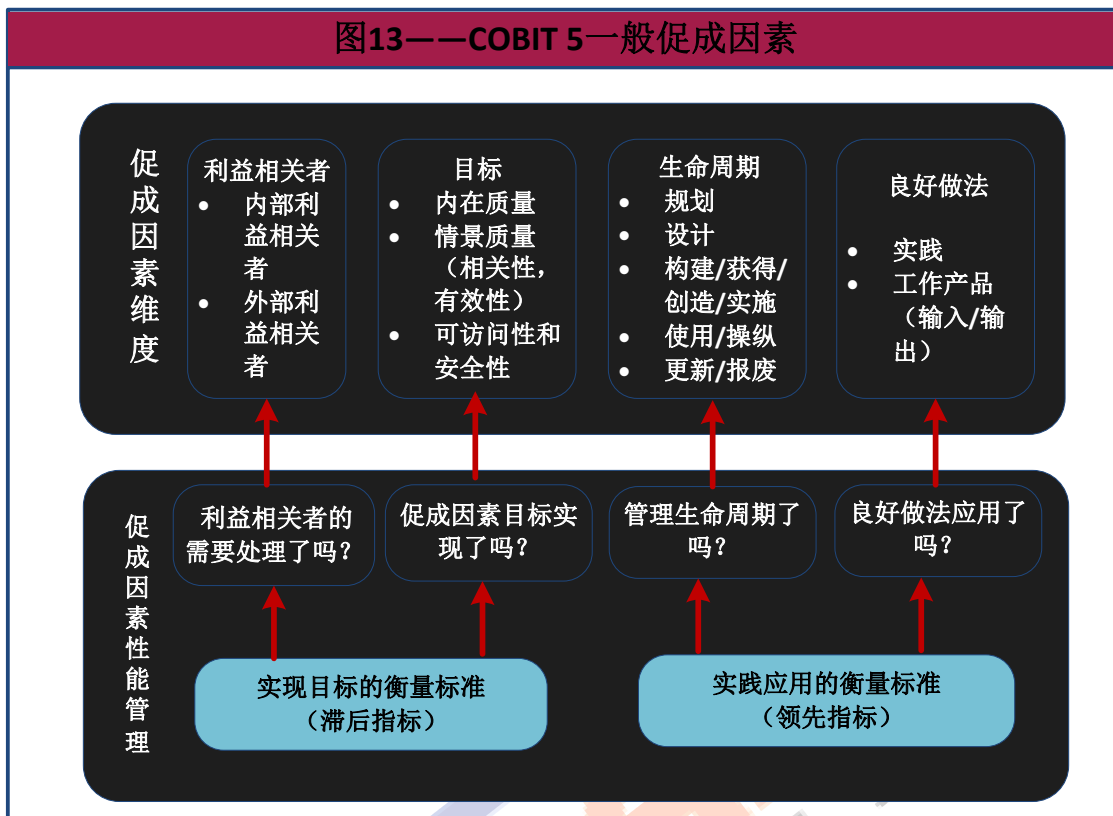 图13——COBIT 5一般促成因素
促成因素维度
利益相关者
• 内部利
益相关
者
• 外部利
益相关
者
目标
• 内在质量
• 情景质量
（相关性，
有效性）
• 可访问性和
安全性
生命周期
• 规划
• 设计
• 构建/获得/
创造/实施
• 使用/操纵
• 更新/报废
良好做法
• 实践
• 工作产品
（输入/输
出）
促成因素性能管理
利益相关者的
需要处理了吗？
促成因素目标实
现了吗？
管理生命周期了
吗？
良好做法应用了
吗？
实现目标的衡量标准
（滞后指标）
实践应用的衡量标准
（领先指标）